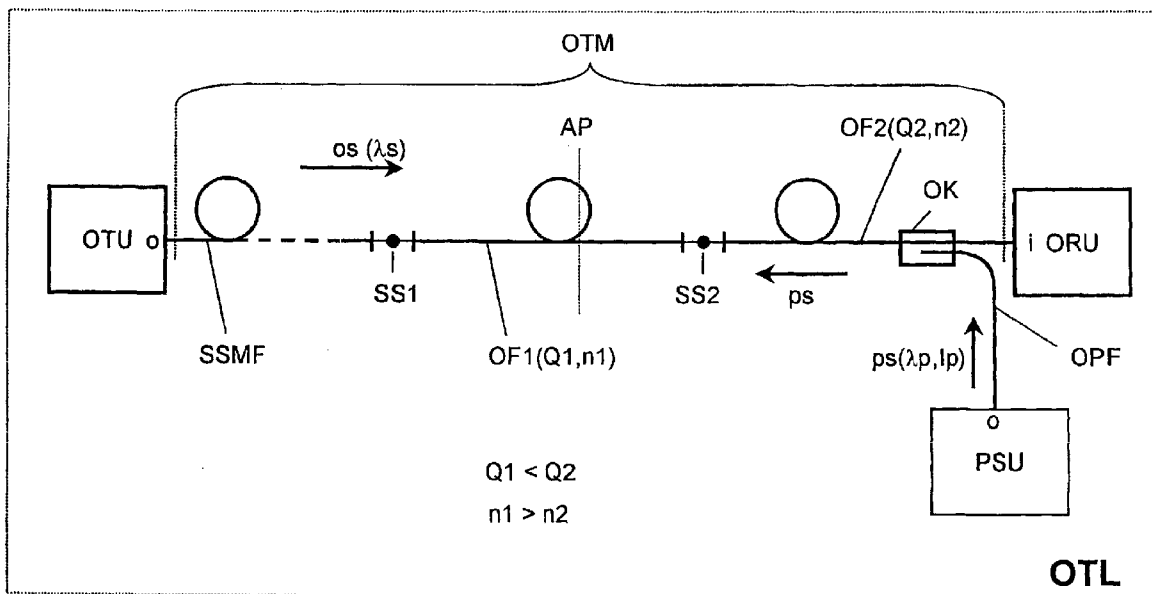 OTM
AP
os (λs)
OF2(Q2,n2)
OK
OTU o
i ORU
SS1
SS2
ps
SSMF
OF1(Q1,n1)
ps(λp,Ip)
OPF
o
PSU
Q1 < Q2
n1 > n2
OTL